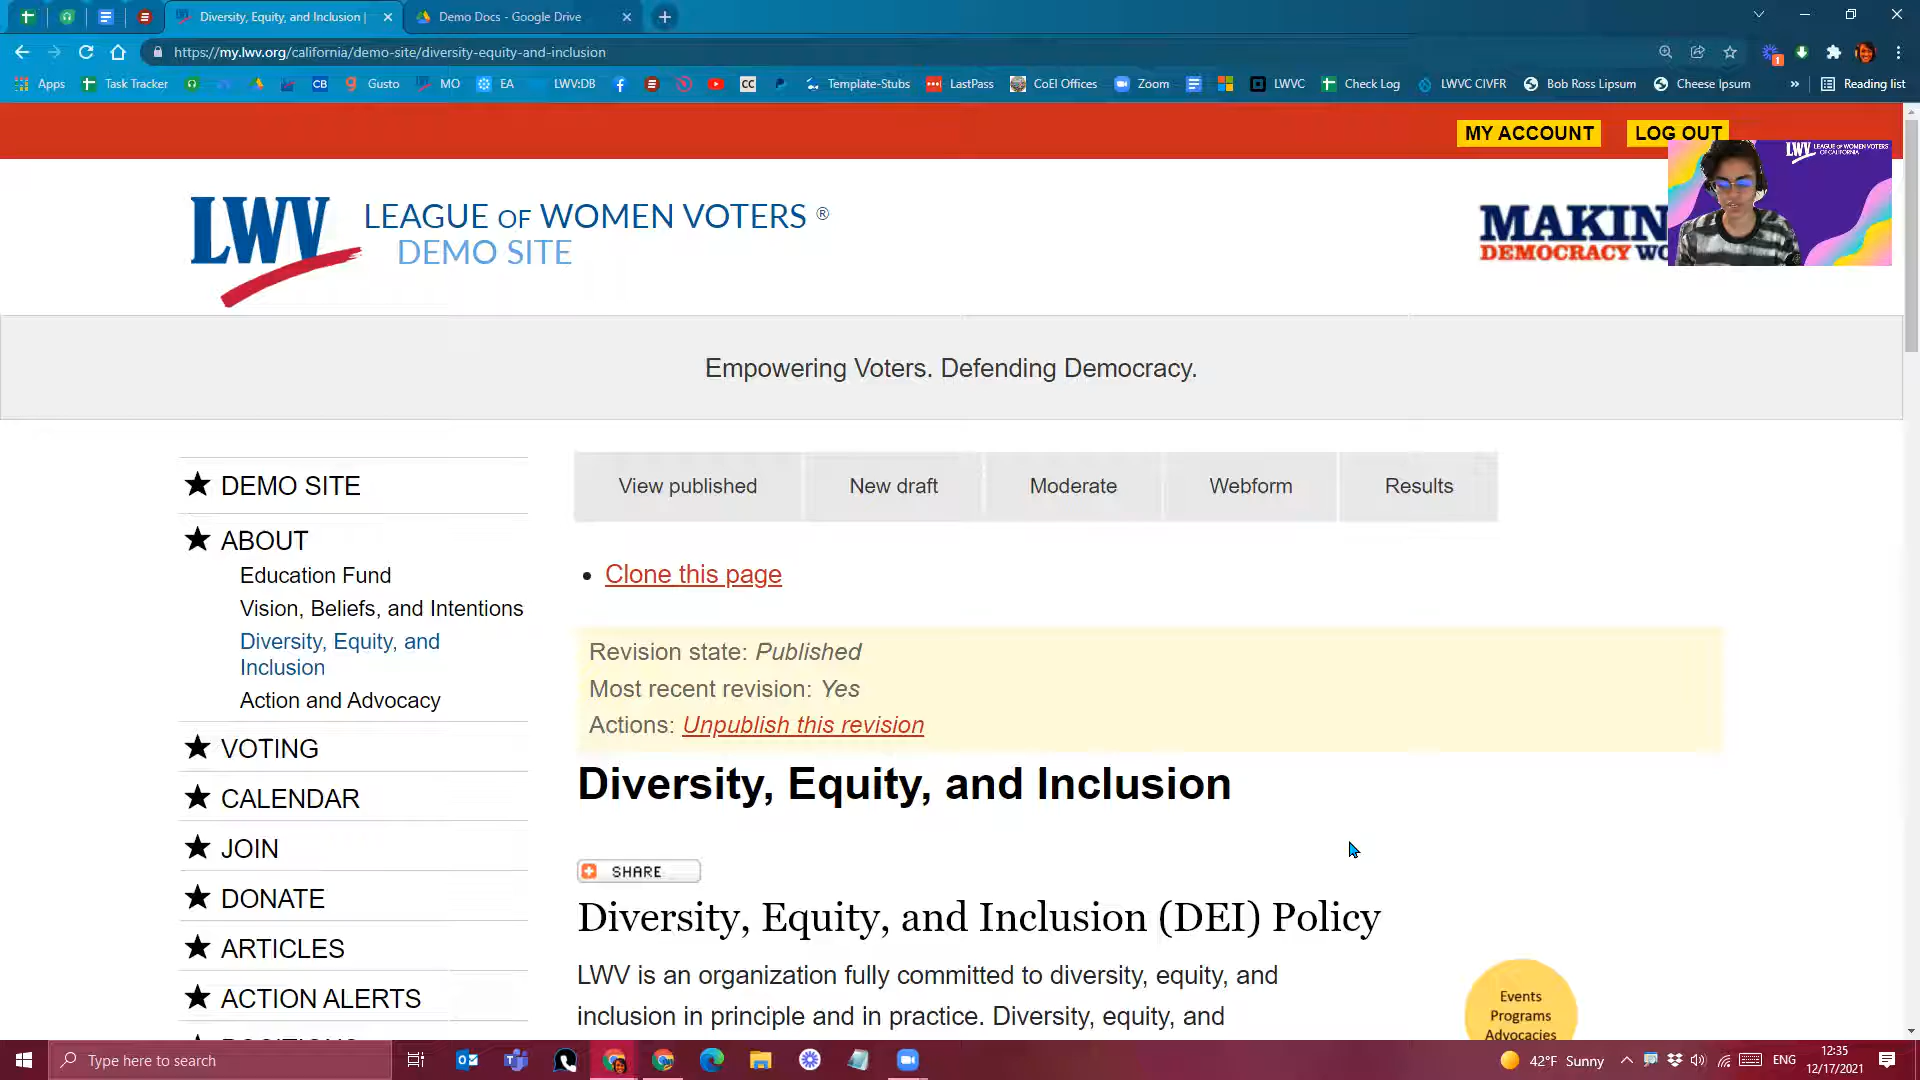 Diversity, Equity, and Inclusion |
Demo Docs - Google Drive
https://my.lwv.org/california/demo-site/diversity-equity-and-inclusion
Apps
Task Tracker
CB
Gusto
MO
EA
LWV:DB
CC
Template-Stubs
LastPass
CoEI Offices
Zoom
LWVC
Check Log
LWVC CIVFR
Bob Ross Lipsum
Cheese Ipsum
»
Reading list
MY ACCOUNT
LOG OUT
LWV LEAGUE OF WOMEN VOTERS
OF CALIFORNIA
LWV LEAGUE OF WOMEN VOTERS ®
DEMO SITE
MAKIN
DEMOCRACY WO
Empowering Voters. Defending Democracy.
DEMO SITE
ABOUT
Education Fund
Vision, Beliefs, and Intentions
Diversity, Equity, and
Inclusion
Action and Advocacy
VOTING
CALENDAR
JOIN
DONATE
ARTICLES
ACTION ALERTS
View published
New draft
Moderate
Webform
Results
Clone this page
Revision state: Published
Most recent revision: Yes
Actions: Unpublish this revision
Diversity, Equity, and Inclusion
SHARE
Diversity, Equity, and Inclusion (DEI) Policy
LWV is an organization fully committed to diversity, equity, and
inclusion in principle and in practice. Diversity, equity, and
Events
Programs
Advocacies
Type here to search
42°F Sunny
ENG
12:35
12/17/2021